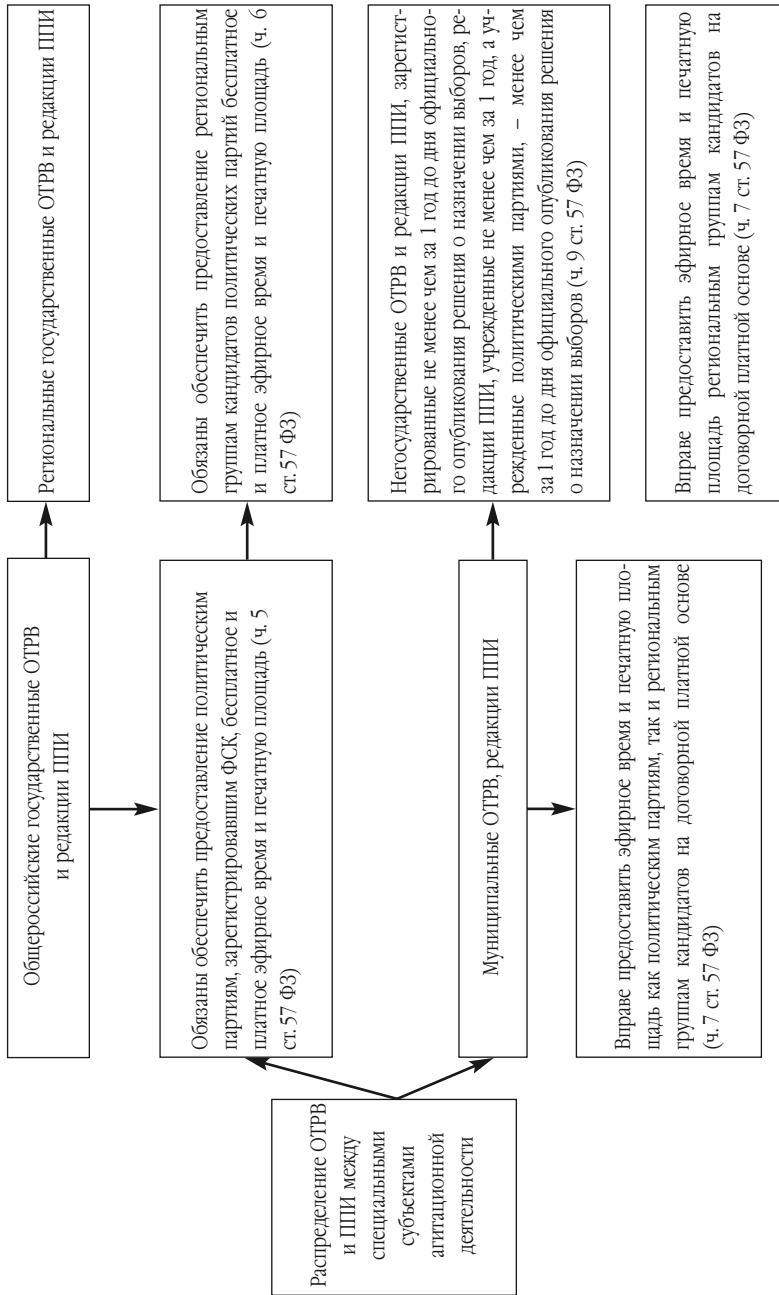 Распределение ОТРВ
и ППИ между
специальными
субъектами
агитационной
деятельности
Общероссийские государственные ОТРВ
и редакции ППИ
Обязаны обеспечить предоставление политическим
партиям, зарегистрировавшим ФСК, бесплатное и
платное эфирное время и печатную площадь (ч. 5
ст. 57 ФЗ)
Муниципальные ОТРВ, редакции ППИ
Вправе предоставить эфирное время и печатную пло-
щадь как политическим партиям, так и региональным
группам кандидатов на договорной платной основе
(ч. 7 ст. 57 ФЗ)
Региональные государственные ОТРВ и редакции ППИ
Обязаны обеспечить предоставление региональным
группам кандидатов политических партий бесплатное
и платное эфирное время и печатную площадь (ч. 6
ст. 57 ФЗ)
Негосударственные ОТРВ и редакции ППИ, зарегист-
рированные не менее чем за 1 год до дня официально-
го опубликования решения о назначении выборов, ре-
дакции ППИ, учрежденные не менее чем за 1 год, а уч-
режденные политическими партиями, – менее чем
за 1 год до дня официального опубликования решения
о назначении выборов (ч. 9 ст. 57 ФЗ)
Вправе предоставить эфирное время и печатную
площадь региональным группам кандидатов на
договорной платной основе (ч. 7 ст. 57 ФЗ)